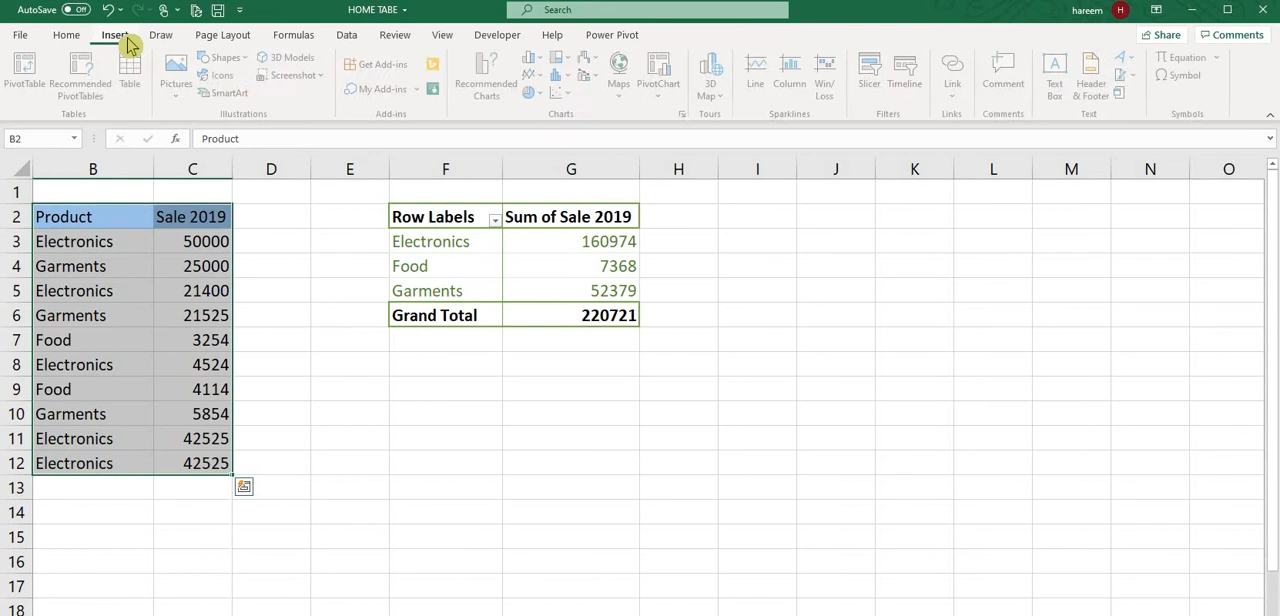 AutoSave Off
HOME TABE
Search
hareem H
File Home Insert Draw Page Layout Formulas Data Review View Developer Help Power Pivot
Share Comments
PivotTable
Recommended PivotTables
Table
Tables
Pictures
Shapes
Icons
SmartArt
3D Models
Screenshot
Illustrations
Get Add-ins
My Add-ins
Add-ins
Recommended Charts
Maps
PivotChart
Charts
3D Map
Tours
Line
Column
Win/ Loss
Sparklines
Slicer
Timeline
Filters
Link
Links
Comment
Comments
Text Box
Header & Footer
Text
Equation
Symbol
Symbols
B2 fx Product
B C D E F G H I J K L M N O
1
2 Product Sale 2019 Row Labels Sum of Sale 2019
3 Electronics 50000 Electronics 160974
4 Garments 25000 Food 7368
5 Electronics 21400 Garments 52379
6 Garments 21525 Grand Total 220721
7 Food 3254
8 Electronics 4524
9 Food 4114
10 Garments 5854
11 Electronics 42525
12 Electronics 42525
13
14
15
16
17
18